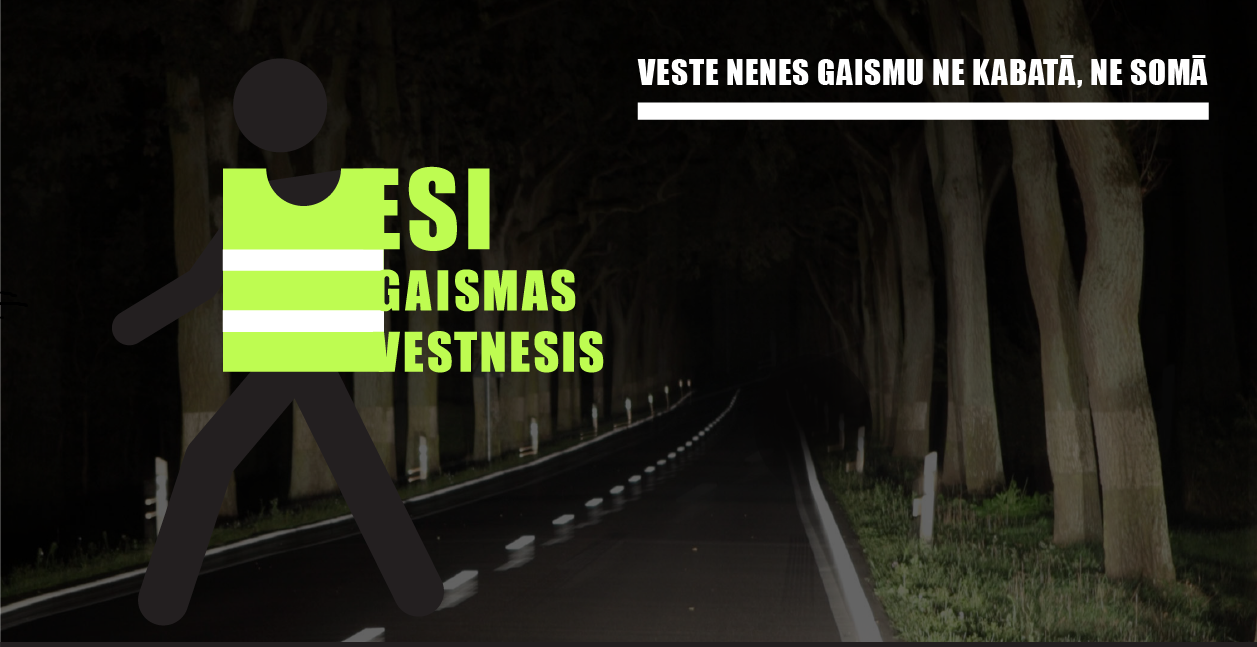 VESTE NENES GAISMU NE KABATĀ, NE SOMĀ
ESI
GAISMAS
VESTNESIS